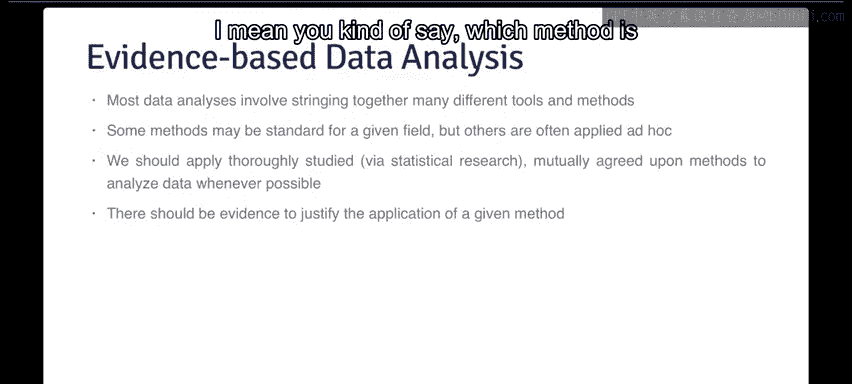 I mean you kind of say, which method is
Evidence-based Data Analysis
· Most data analyses involve stringing together many different tools and methods
· Some methods may be standard for a given field, but others are often applied ad hoc
· We should apply thoroughly studied (via statistical research), mutually agreed upon methods to
analyze data whenever possible
· There should be evidence to justify the application of a given method